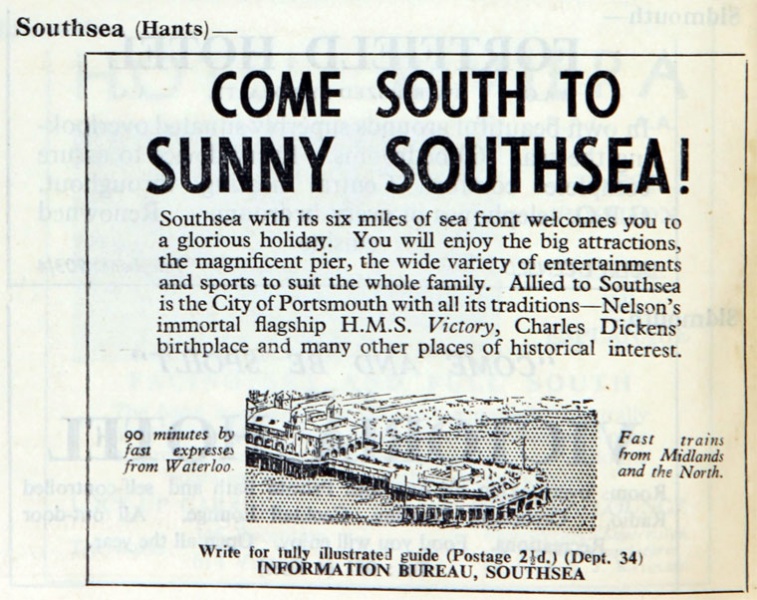 Southsea (Hants)—
COME SOUTH TO
SUNNY SOUTHSEA!
Southsea with its six miles of sea front welcomes you to
a glorious holiday. You will enjoy the big attractions,
the magnificent pier, the wide variety of entertainments
and sports to suit the whole family. Allied to Southsea
is the City of Portsmouth with all its traditions—Nelson's
immortal flagship H.M.S. Victory, Charles Dickens'
birthplace and many other places of historical interest.
90 minutes by
fast expresses
from Waterloo.
Fast trains
from Midlands
and the North.
Write for fully illustrated guide (Postage 2½d.) (Dept. 34)
INFORMATION BUREAU, SOUTHSEA